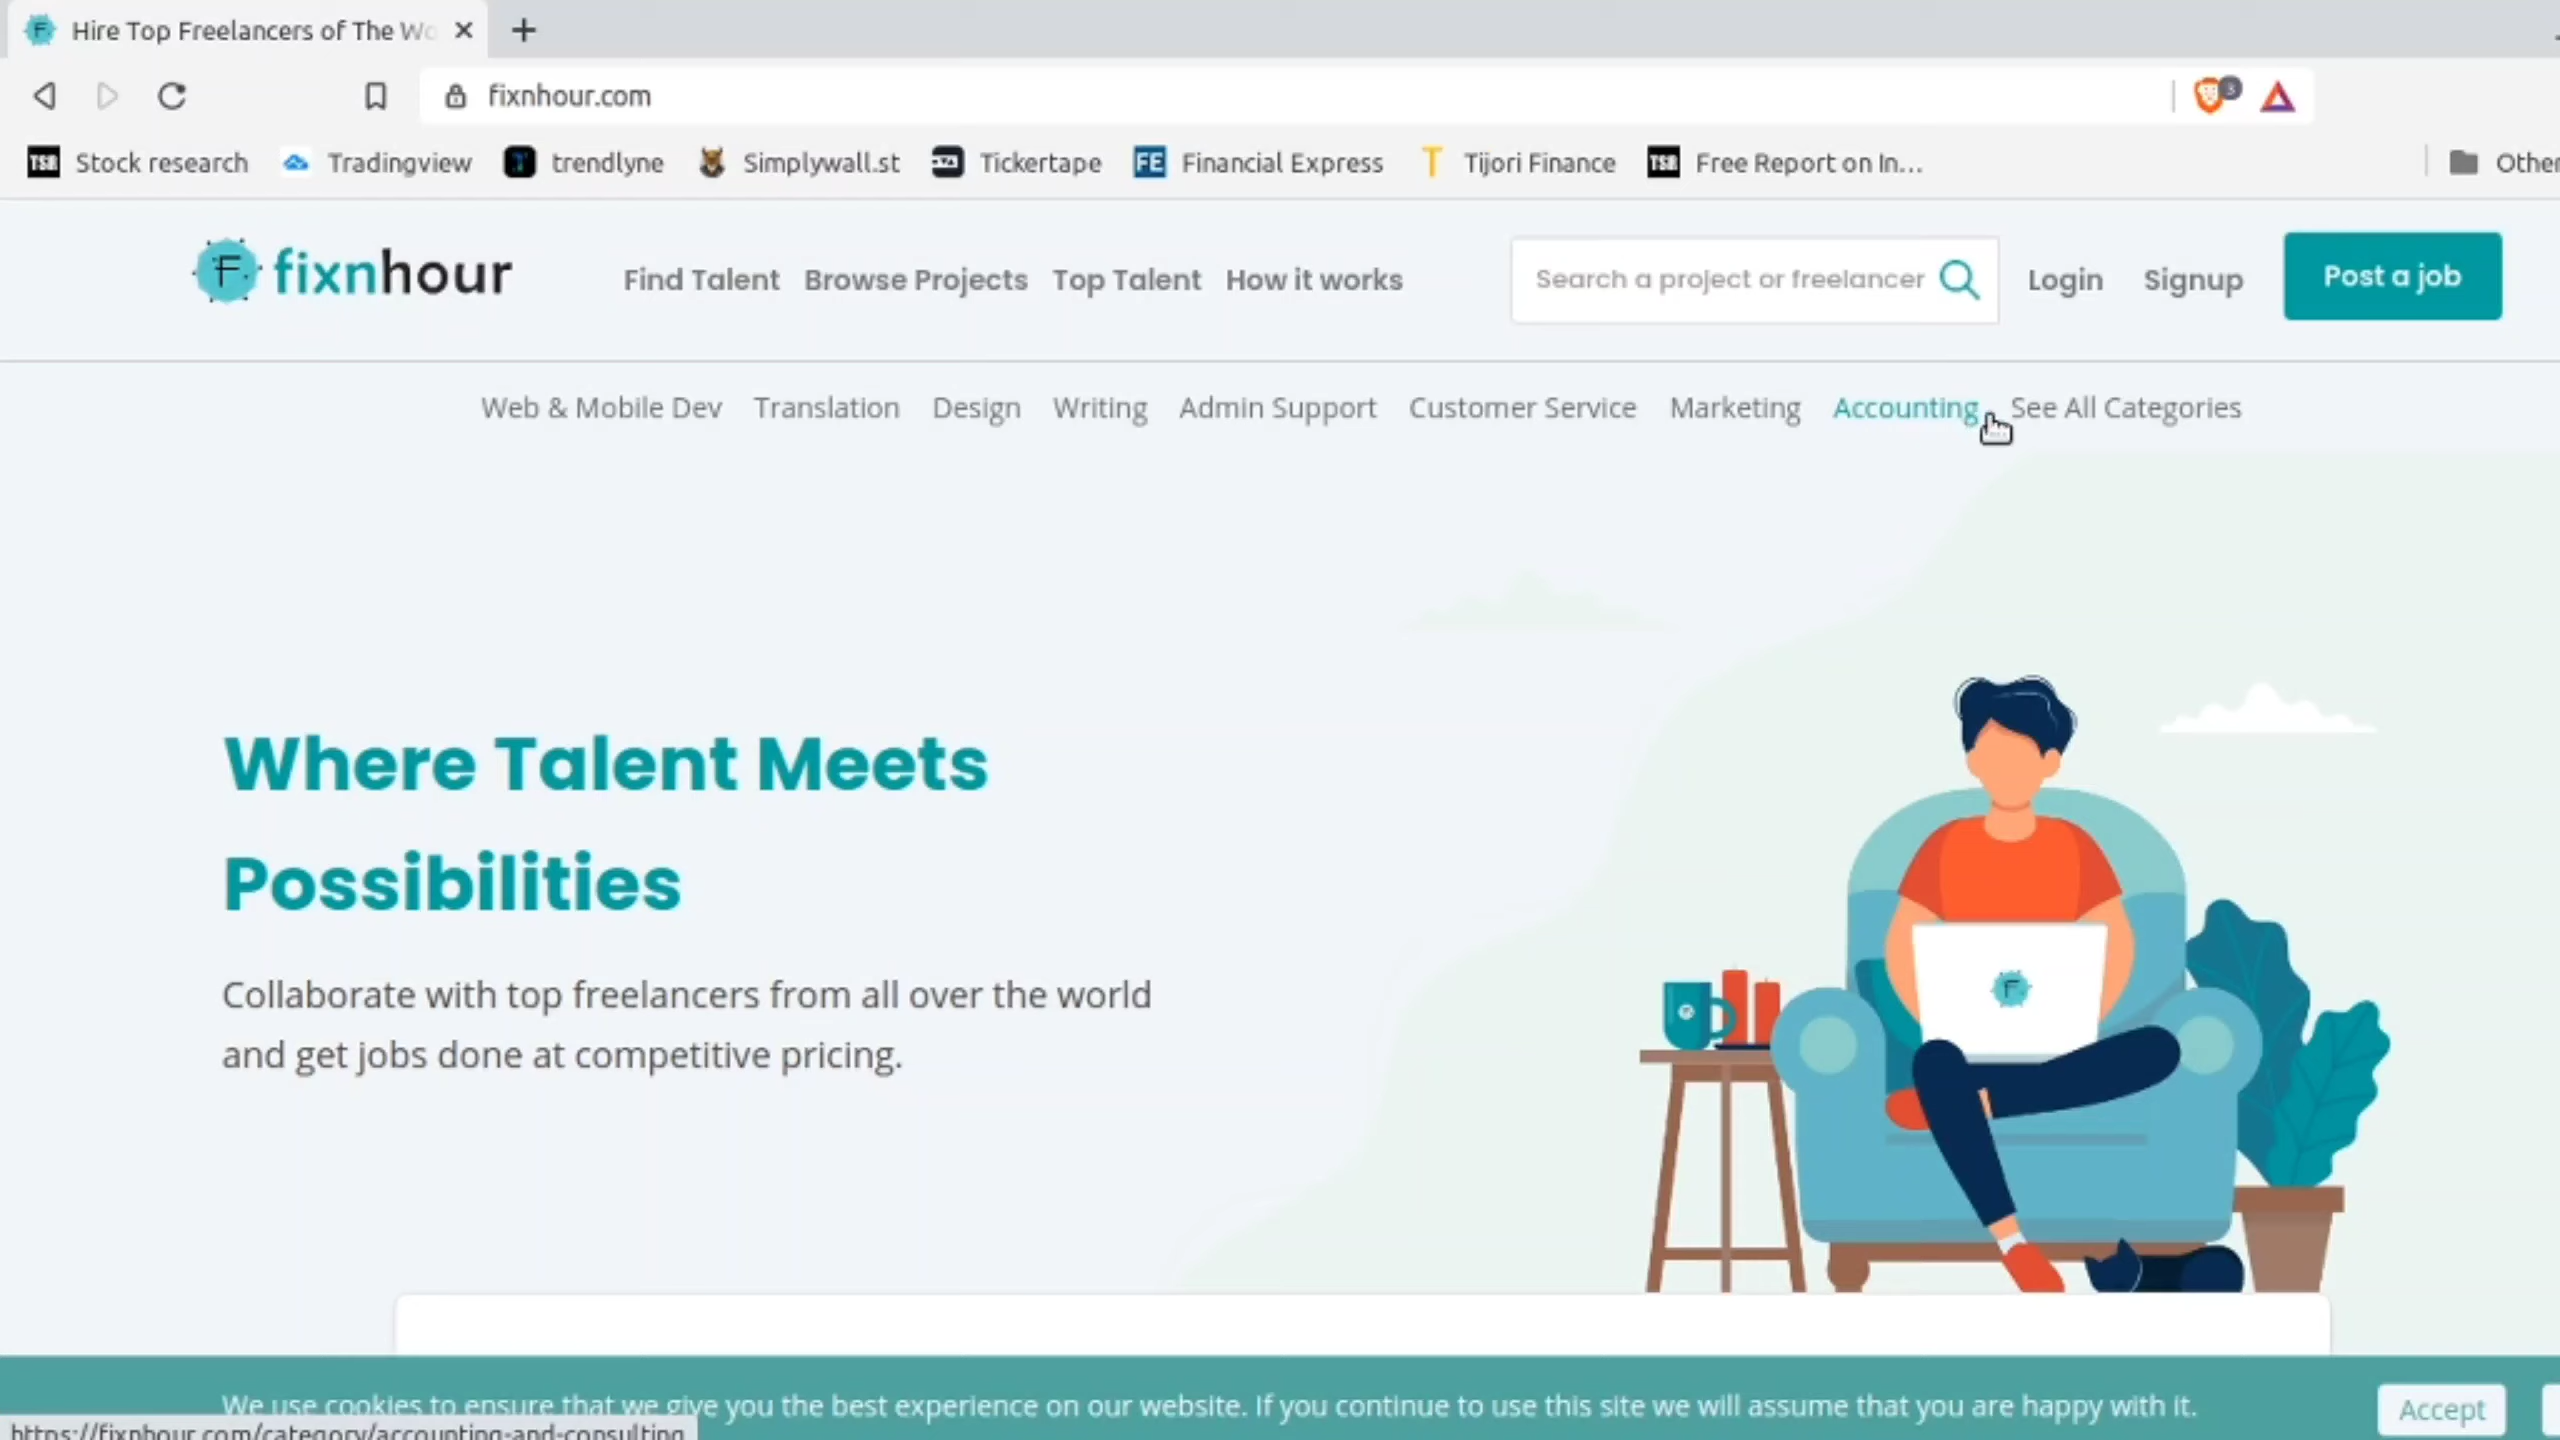 Hire Top Freelancers of The Wo
fixnhour.com
3
Stock research Tradingview trendlyne Simplywall.st Tickertape FE Financial Express Tijori Finance TSR Free Report on In... Other
F fixnhour Find Talent Browse Projects Top Talent How it works Search a project or freelancer Login Signup Post a job
Web & Mobile Dev Translation Design Writing Admin Support Customer Service Marketing Accounting See All Categories
Where Talent Meets
Possibilities
Collaborate with top freelancers from all over the world
and get jobs done at competitive pricing.
We use cookies to ensure that we give you the best experience on our website. If you continue to use this site we will assume that you are happy with it. Accept
https://fixnhour.com/category/accounting-and-consulting